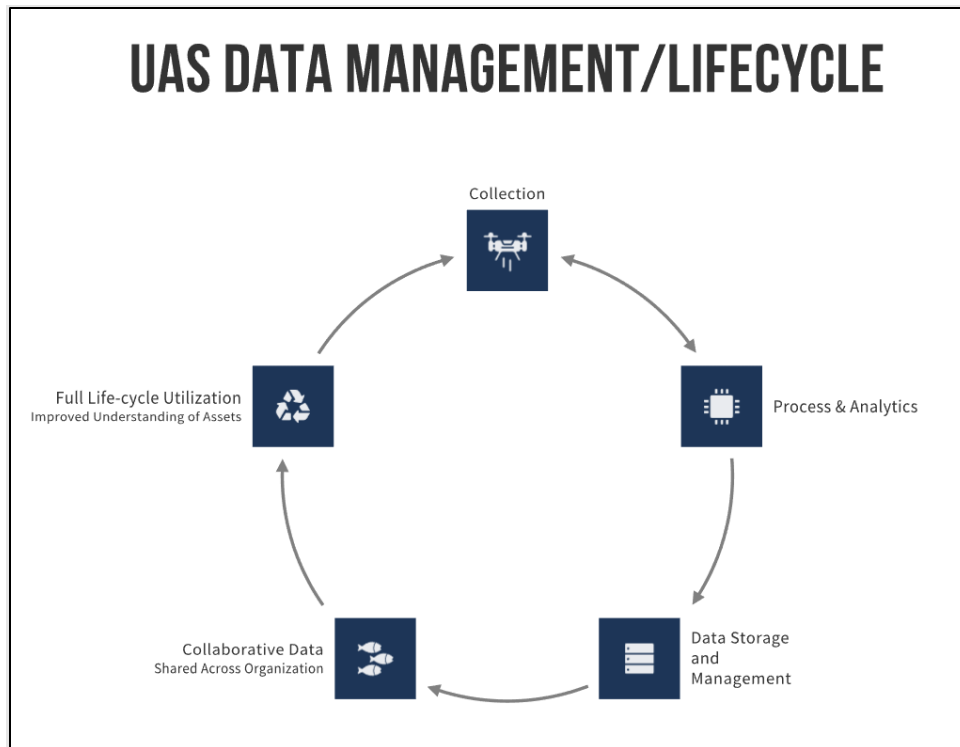 UAS DATA MANAGEMENT/LIFECYCLE
Collection
Full Life-cycle Utilization
Improved Understanding of Assets
Process & Analytics
Collaborative Data
Shared Across Organization
Data Storage
and
Management